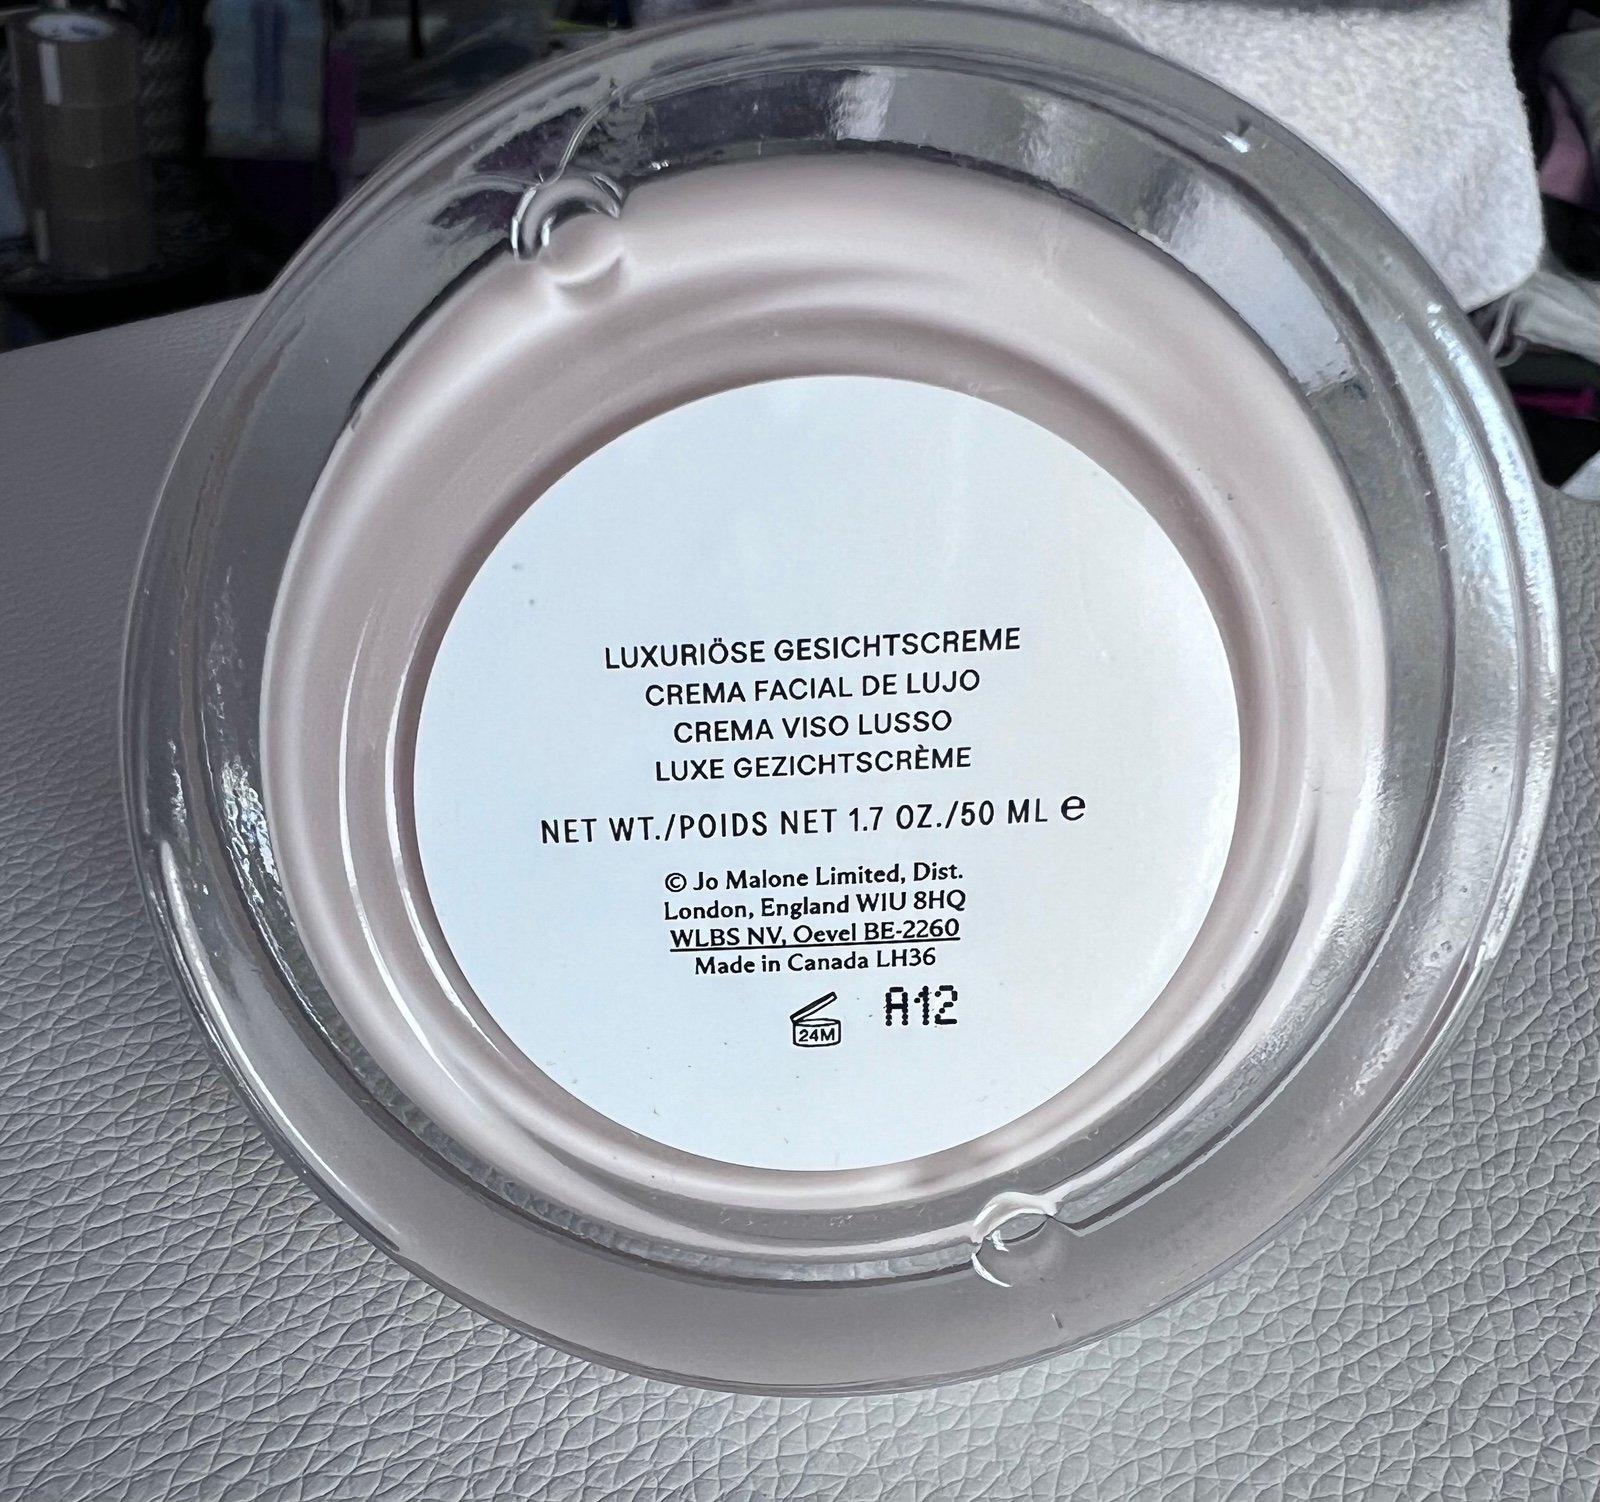 LUXURIÖSE GESICHTSCREME
CREMA FACIAL DE LUJO
CREMA VISO LUSSO
LUXE GEZICHTSCRÈME
NET WT./POIDS NET 1.7 OZ./50 ML ℮
© Jo Malone Limited, Dist.
London, England WIU 8HQ
WLBS NV, Oevel BE-2260
Made in Canada LH36
24M A12